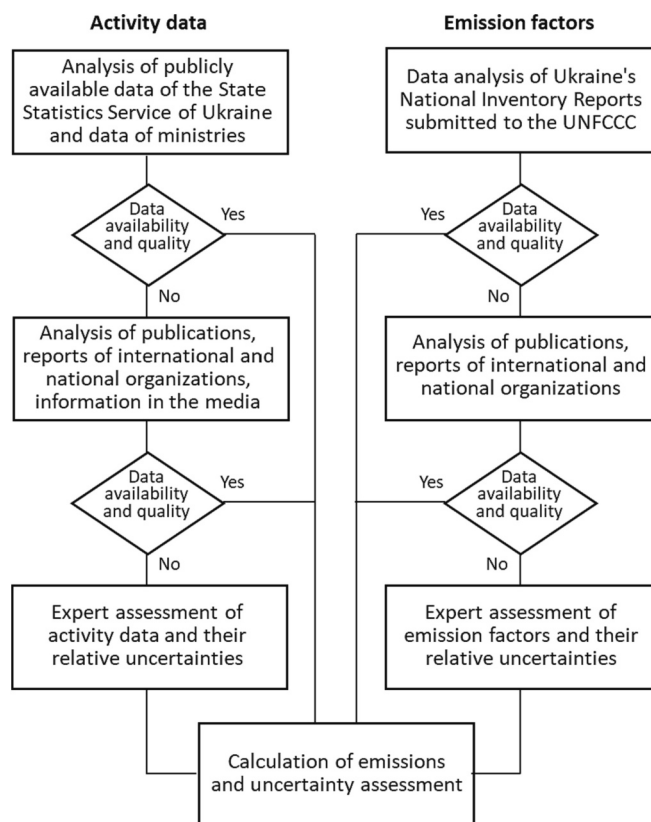 Activity data
Analysis of publicly
available data of the State
Statistics Service of Ukraine
and data of ministries
Data
availability
and quality
Yes
No
Analysis of publications,
reports of international and
national organizations,
information in the media
Data
availability
and quality
Yes
No
Expert assessment of
activity data and their
relative uncertainties
Emission factors
Data analysis of Ukraine's
National Inventory Reports
submitted to the UNFCCC
Yes
Data
availability
and quality
No
Analysis of publications,
reports of international and
national organizations
Yes
Data
availability
and quality
No
Expert assessment of
emission factors and their
relative uncertainties
Calculation of emissions
and uncertainty assessment